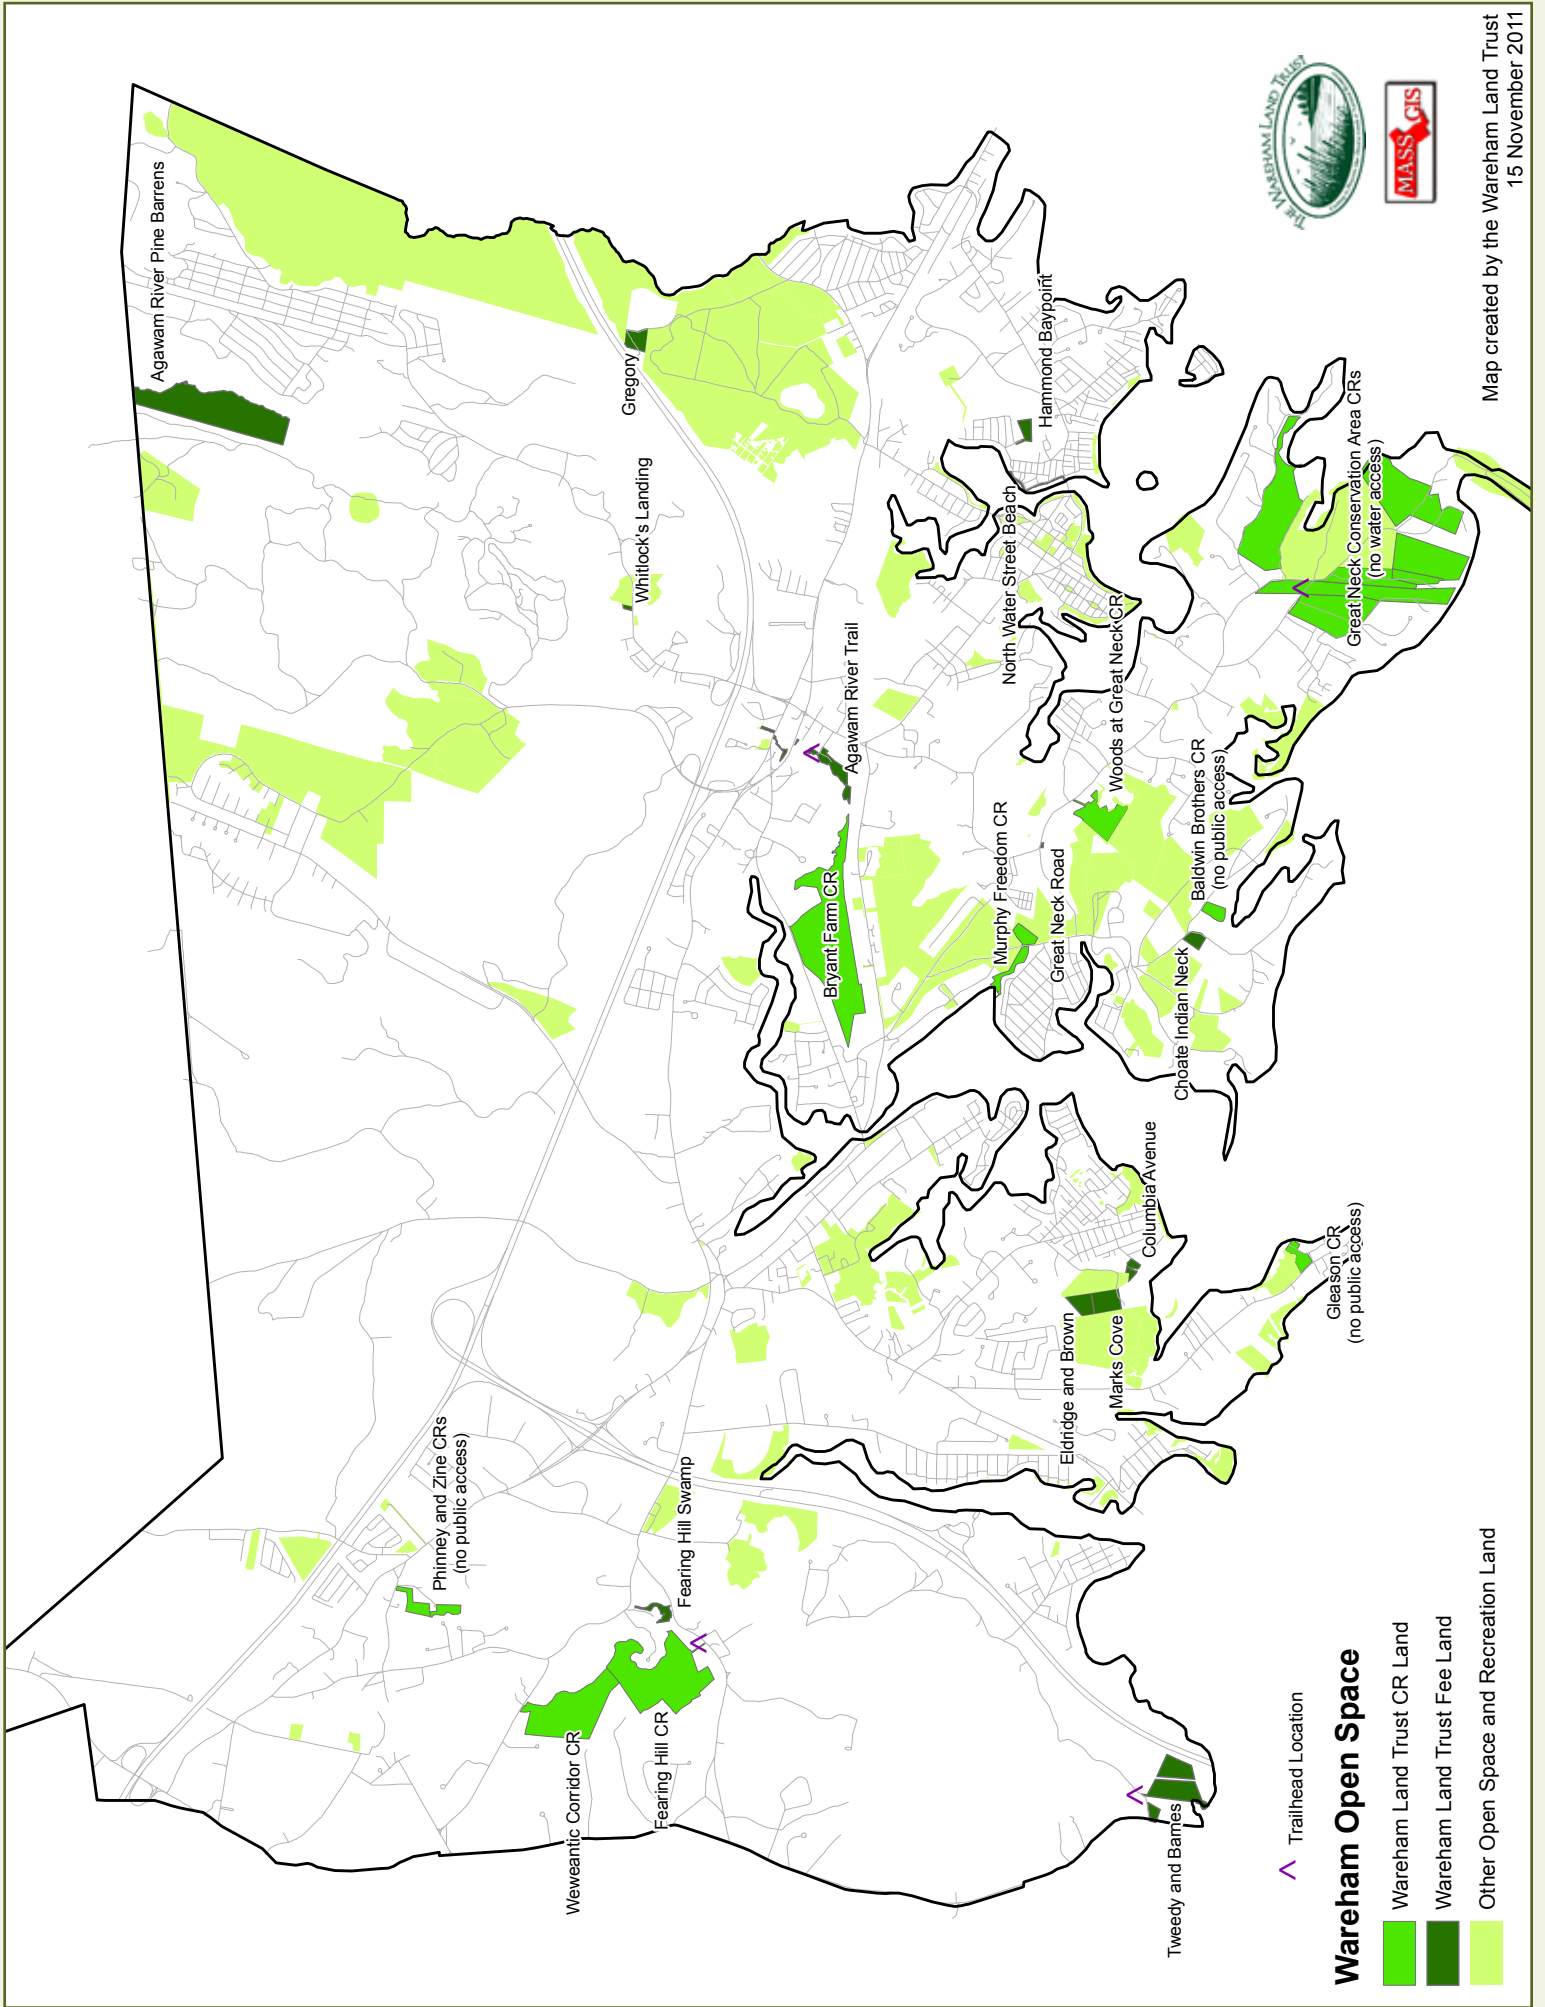 Agawam River Pine Barrens
Gregory
Whitlock's Landing
Hammond Baypoint
North Water Street Beach
Agawam River Trail
Great Neck Conservation Area CRs
(no water access)
Woods at Great Neck CR
Bryant Farm CR
Murphy Freedom CR
Great Neck Road
Baldwin Brothers CR
(no public access)
Choate Indian Neck
Columbia Avenue
Gleason CR
(no public access)
Eldridge and Brown
Marks Cove
Phinney and Zine CRs
(no public access)
Fearing Hill Swamp
Weweantic Corridor CR
Fearing Hill CR
Tweedy and Barnes
Trailhead Location
Wareham Open Space
Wareham Land Trust CR Land
Wareham Land Trust Fee Land
Other Open Space and Recreation Land
THE WAREHAM LAND TRUST
MASS GIS
Map created by the Wareham Land Trust
15 November 2011